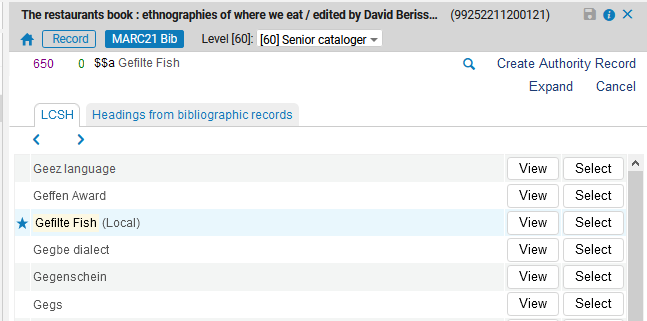 The restaurants book : ethnographies of where we eat / edited by David Beriss... (99252211200121)
Record MARC21 Bib Level [60]: [60] Senior cataloger
650 0 $$a Gefilte Fish Create Authority Record
Expand Cancel
LCSH Headings from bibliographic records
Geez language View Select
Geffen Award View Select
Gefilte Fish (Local) View Select
Gegbe dialect View Select
Gegenschein View Select
Gegs View Select